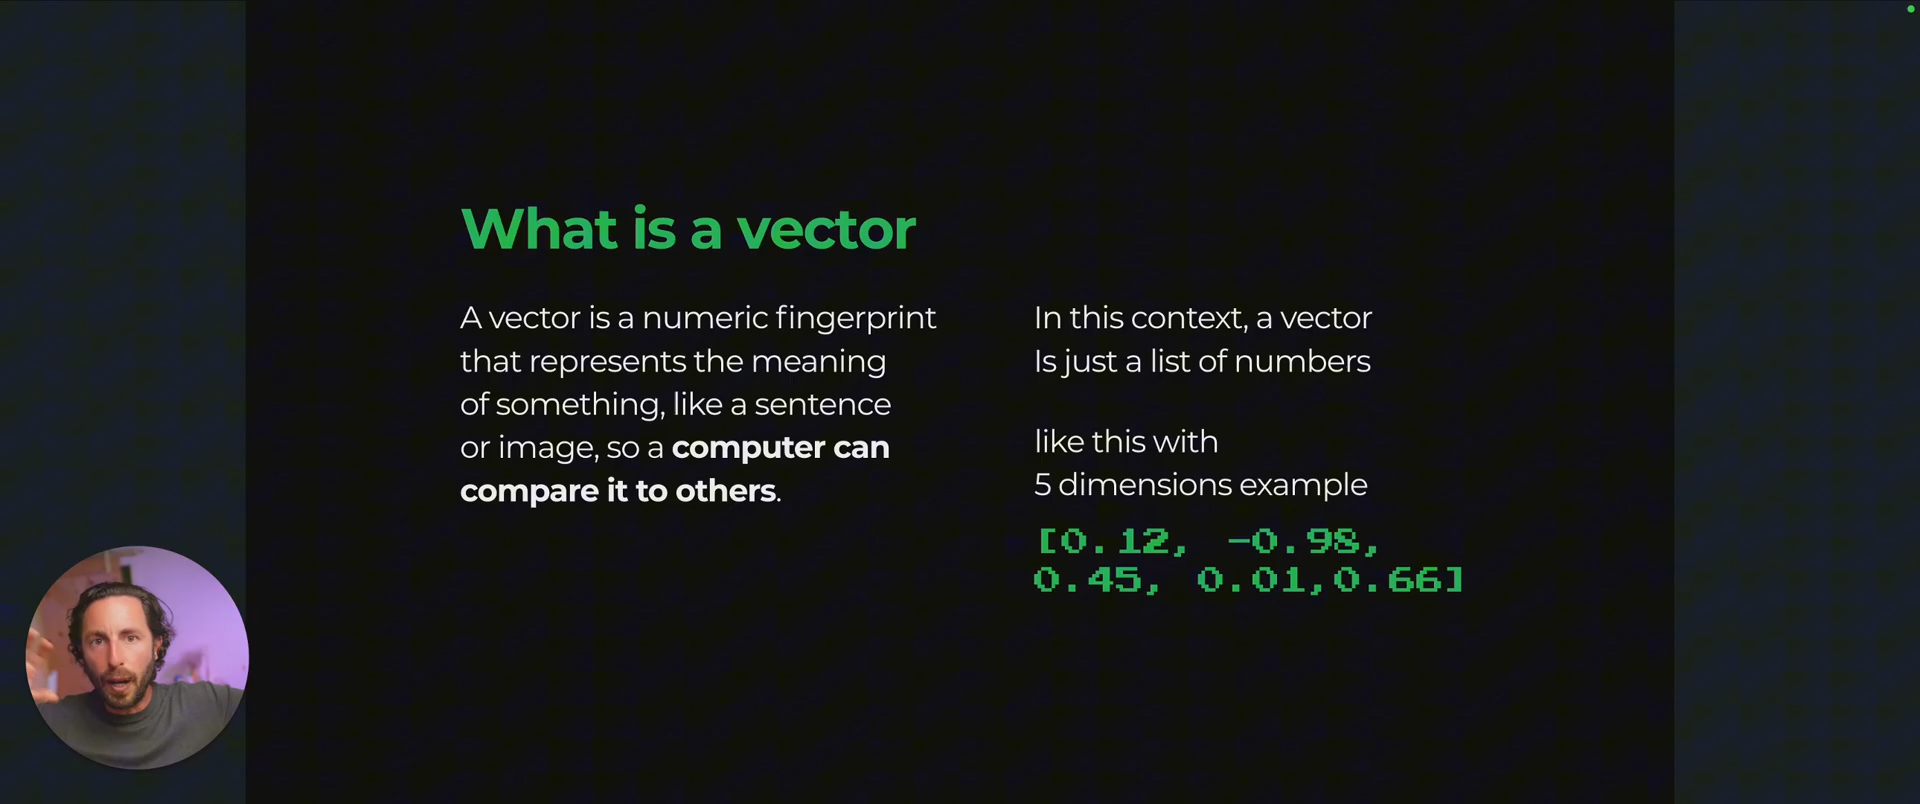 What is a vector
A vector is a numeric fingerprint
that represents the meaning
of something, like a sentence
or image, so a computer can
compare it to others.
In this context, a vector
Is just a list of numbers
like this with
5 dimensions example
[0.12, -0.98,
0.45, 0.01,0.66]